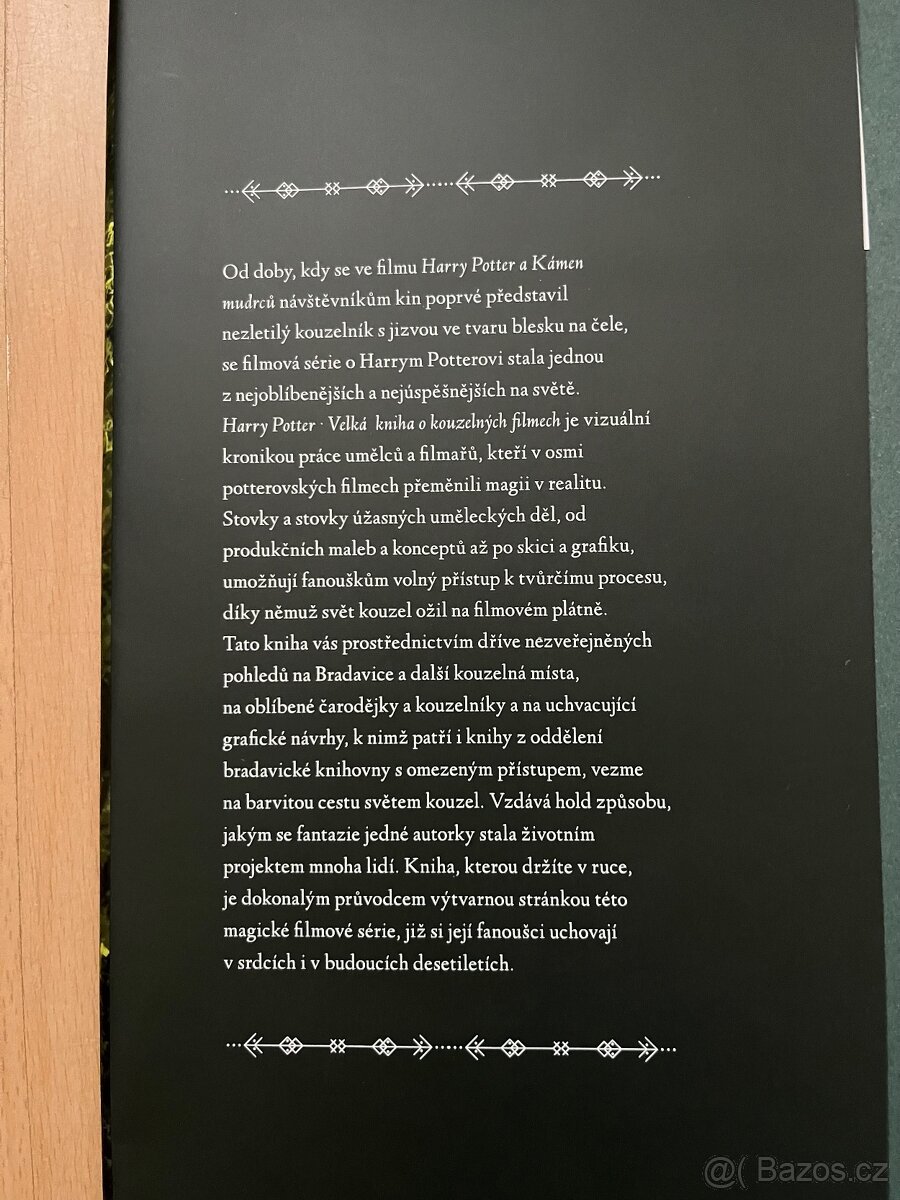 Od doby, kdy se ve filmu Harry Potter a Kámen
mudrců návštěvníkům kin poprvé představil
nezletilý kouzelník s jizvou ve tvaru blesku na čele,
se filmová série o Harrym Potterovi stala jednou
z nejoblíbenějších a nejúspěšnějších na světě.
Harry Potter · Velká kniha o kouzelných filmech je vizuální
kronikou práce umělců a filmařů, kteří v osmi
potterovských filmech přeměnili magii v realitu.
Stovky a stovky úžasných uměleckých děl, od
produkčních maleb a konceptů až po skici a grafiku,
umožňují fanouškům volný přístup k tvůrčímu procesu,
díky němuž svět kouzel ožil na filmovém plátně.
Tato kniha vás prostřednictvím dříve nezveřejněných
pohledů na Bradavice a další kouzelná místa,
na oblíbené čarodějky a kouzelníky a na uchvacující
grafické návrhy, k nimž patří i knihy z oddělení
bradavické knihovny s omezeným přístupem, vezme
na barvitou cestu světem kouzel. Vzdává hold způsobu,
jakým se fantazie jedné autorky stala životním
projektem mnoha lidí. Kniha, kterou držíte v ruce,
je dokonalým průvodcem výtvarnou stránkou této
magické filmové série, již si její fanoušci uchovají
v srdcích i v budoucích desetiletích.
@( Bazos.cz